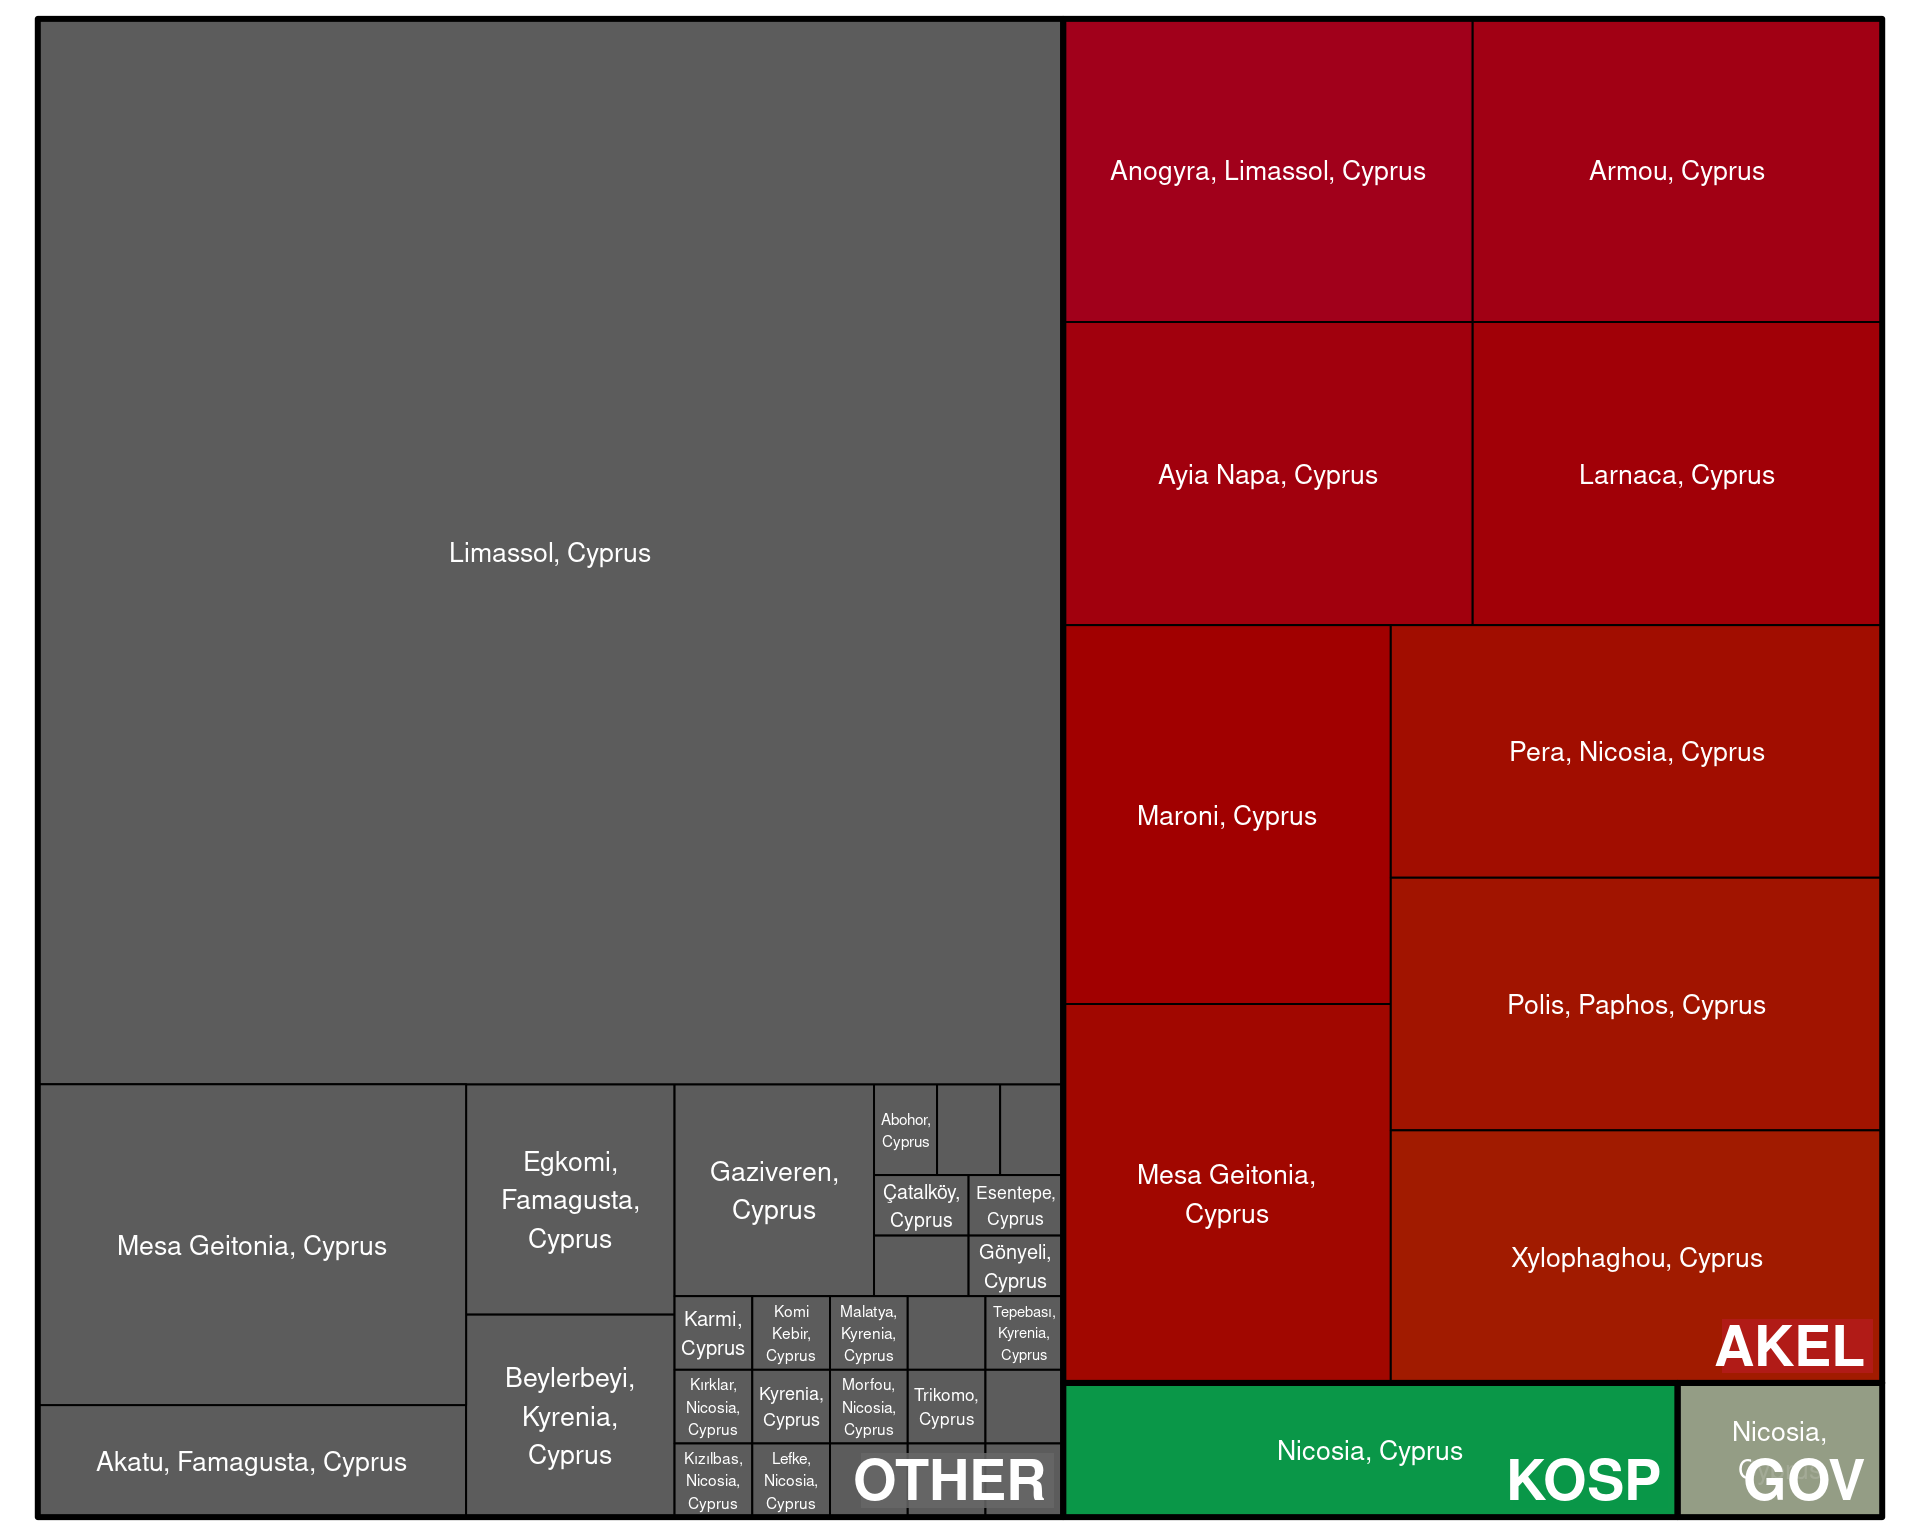 Limassol, Cyprus
Mesa Geitonia, Cyprus
Akatu, Famagusta, Cyprus
Egkomi,
Famagusta,
Cyprus
Beylerbeyi,
Kyrenia,
Cyprus
Gaziveren,
Cyprus
Abohor,
Cyprus
Çatalköy,
Cyprus
Esentepe,
Cyprus
Gönyeli,
Cyprus
Karmi,
Cyprus
Komi
Kebir,
Cyprus
Malatya,
Kyrenia,
Cyprus
Tepebası,
Kyrenia,
Cyprus
Kırklar,
Nicosia,
Cyprus
Kyrenia,
Cyprus
Morfou,
Nicosia,
Cyprus
Trikomo,
Cyprus
Kızılbas,
Nicosia,
Cyprus
Lefke,
Nicosia,
Cyprus
OTHER
Anogyra, Limassol, Cyprus
Armou, Cyprus
Ayia Napa, Cyprus
Larnaca, Cyprus
Maroni, Cyprus
Pera, Nicosia, Cyprus
Polis, Paphos, Cyprus
Mesa Geitonia,
Cyprus
Xylophaghou, Cyprus
AKEL
Nicosia, Cyprus
KOSP
Nicosia,
GOV